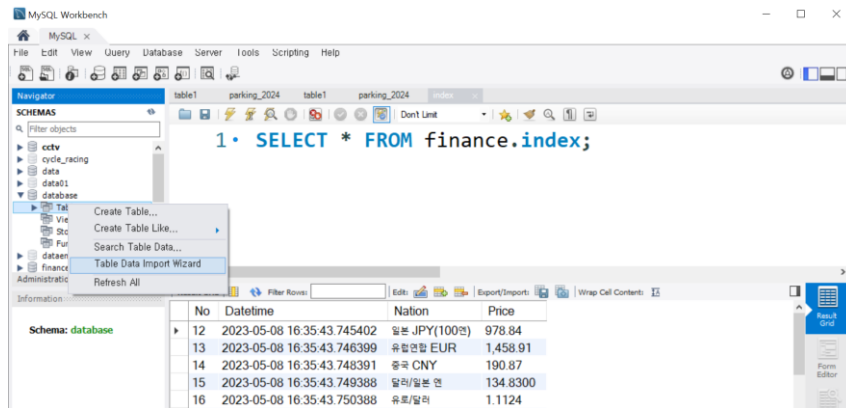 MySQL Workbench
MySQL ×
File Edit View Query Database Server Tools Scripting Help
Navigator
table1 parking_2024 table1 parking_2024 index ×
SCHEMAS
Don't Limit
Filter objects
1 • SELECT * FROM finance.index;
cctv
cycle_racing
data
data01
database
Create Table...
Create Table Like...
Search Table Data...
Table Data Import Wizard
Refresh All
finance
Filter Rows: Edit: Export/Import: Wrap Cell Content:
Information
Schema: database
No Datetime Nation Price
12 2023-05-08 16:35:43.745402 일본 JPY(100엔) 978.84
13 2023-05-08 16:35:43.746399 유럽연합 EUR 1,458.91
14 2023-05-08 16:35:43.748391 중국 CNY 190.87
15 2023-05-08 16:35:43.749388 달러/일본 엔 134.8300
16 2023-05-08 16:35:43.750388 유로/달러 1.1124
Result Grid
Form Editor